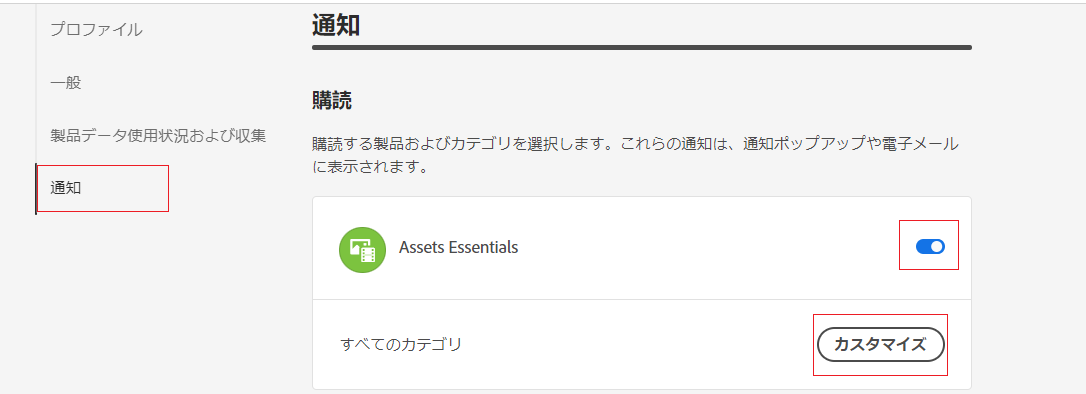 プロファイル
一般
製品データ使用状況および収集
通知
通知
購読
購読する製品およびカテゴリを選択します。これらの通知は、通知ポップアップや電子メール
に表示されます。
Assets Essentials
すべてのカテゴリ
カスタマイズ